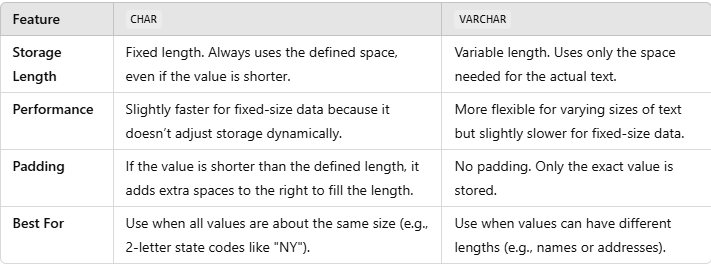 Feature CHAR VARCHAR
Storage Length Fixed length. Always uses the defined space, even if the value is shorter. Variable length. Uses only the space needed for the actual text.
Performance Slightly faster for fixed-size data because it doesn’t adjust storage dynamically. More flexible for varying sizes of text but slightly slower for fixed-size data.
Padding If the value is shorter than the defined length, it adds extra spaces to the right to fill the length. No padding. Only the exact value is stored.
Best For Use when all values are about the same size (e.g., 2-letter state codes like "NY"). Use when values can have different lengths (e.g., names or addresses).